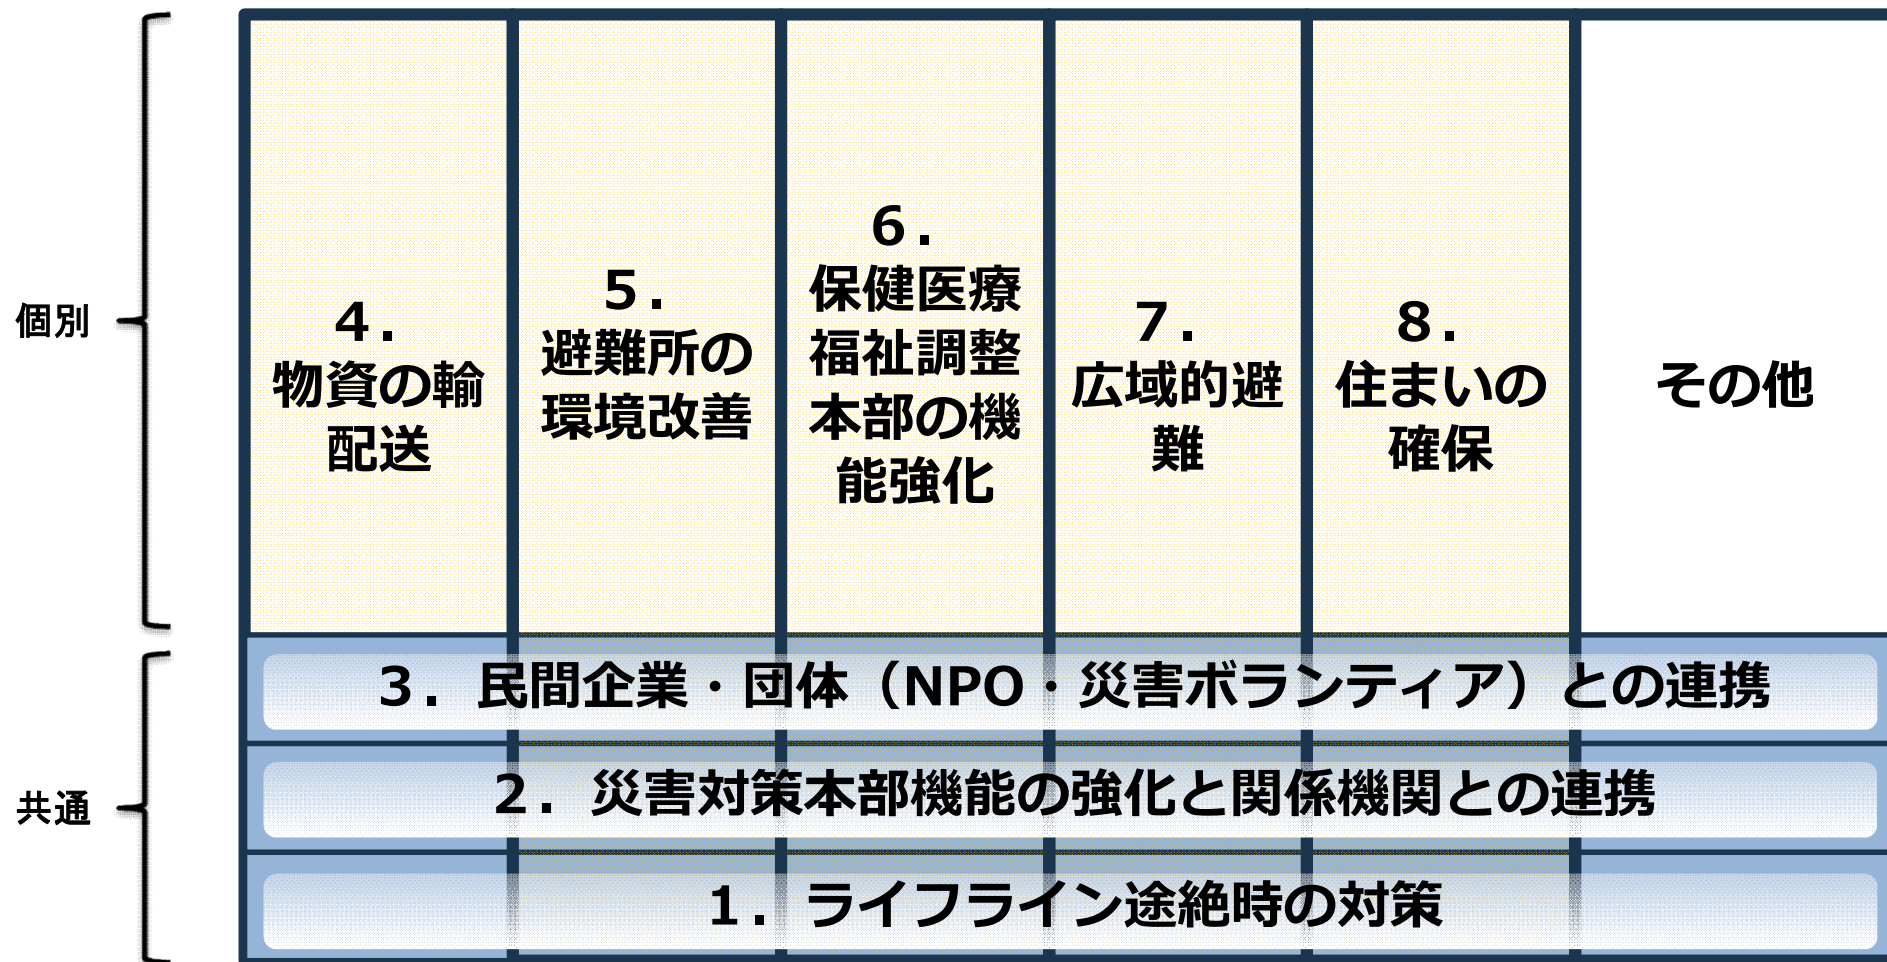 個別
4.
物資の輸
配送
5.
避難所の
環境改善
6.
保健医療
福祉調整
本部の機
能強化
7.
広域的避
難
8.
住まいの
確保
その他
共通
3. 民間企業・団体（NPO・災害ボランティア）との連携
2. 災害対策本部機能の強化と関係機関との連携
1. ライフライン途絶時の対策